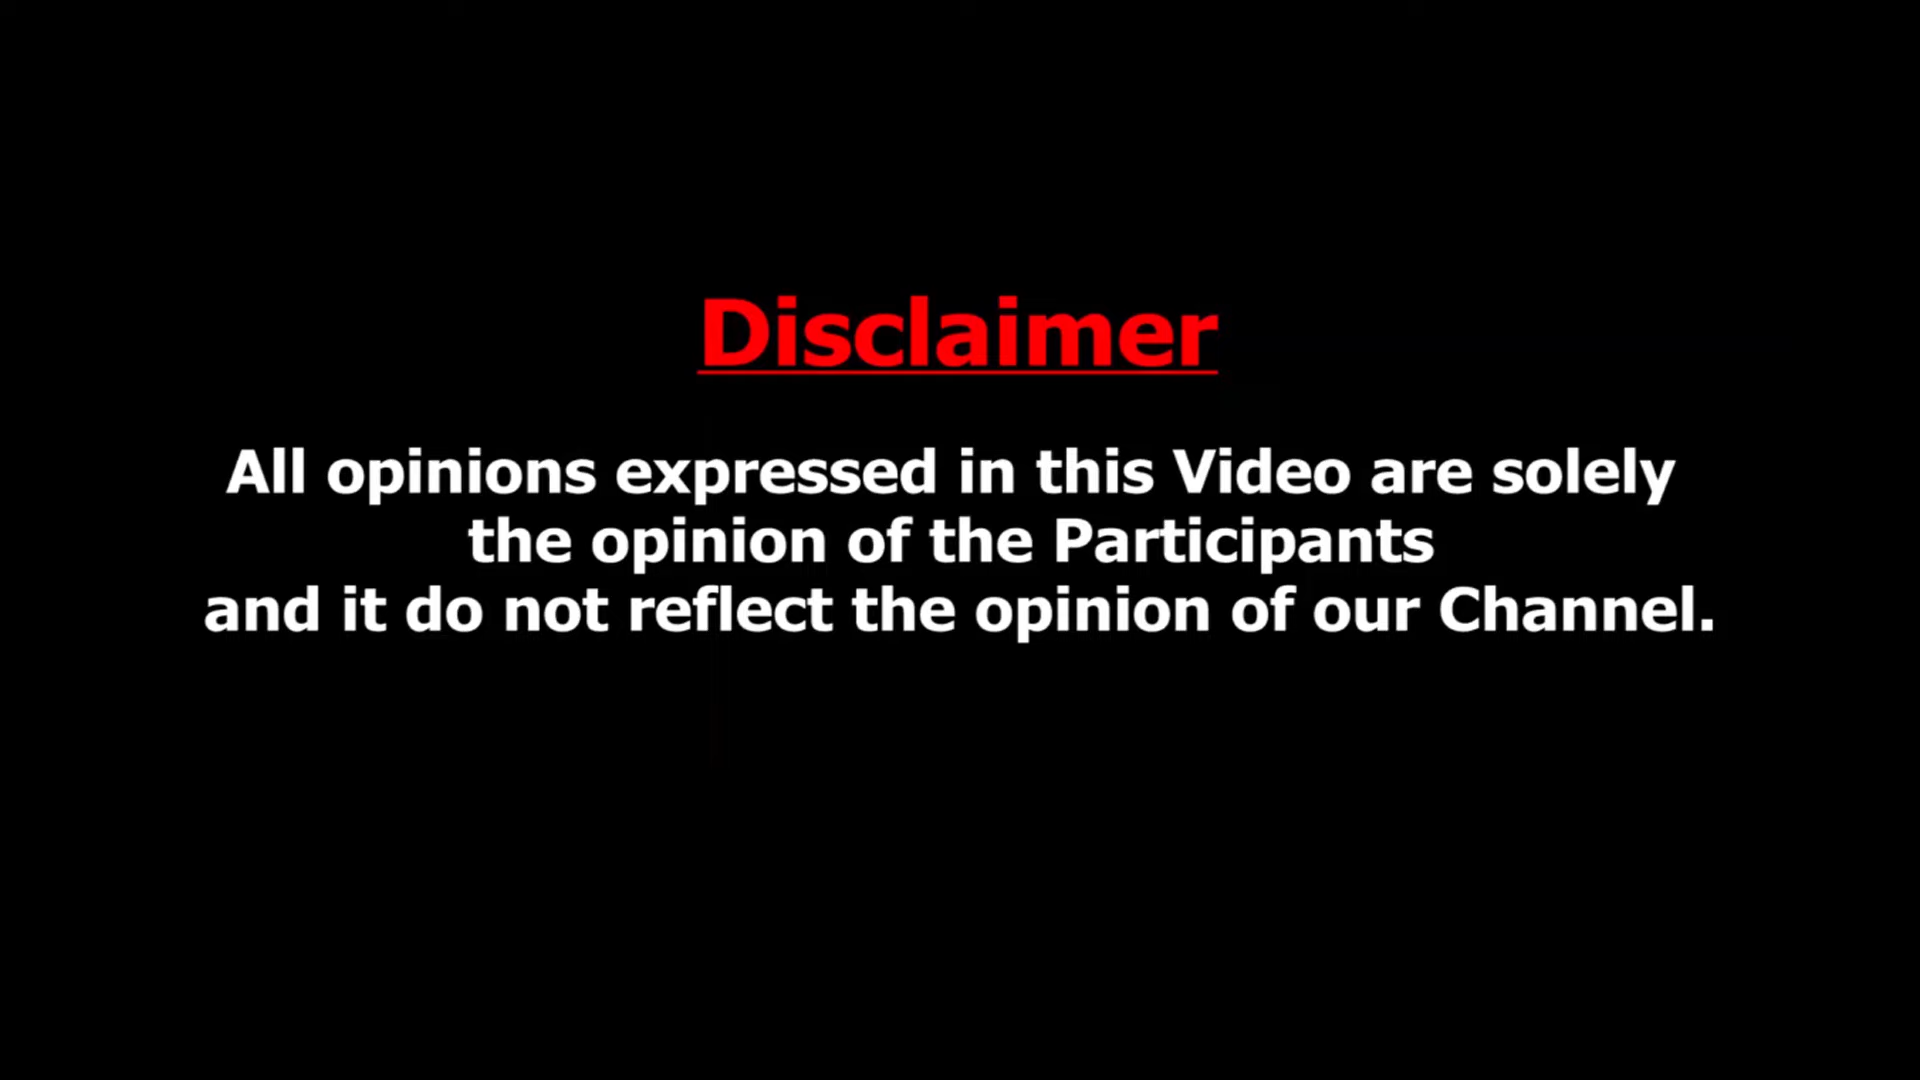 Disclaimer
All opinions expressed in this Video are solely
the opinion of the Participants
and it do not reflect the opinion of our Channel.